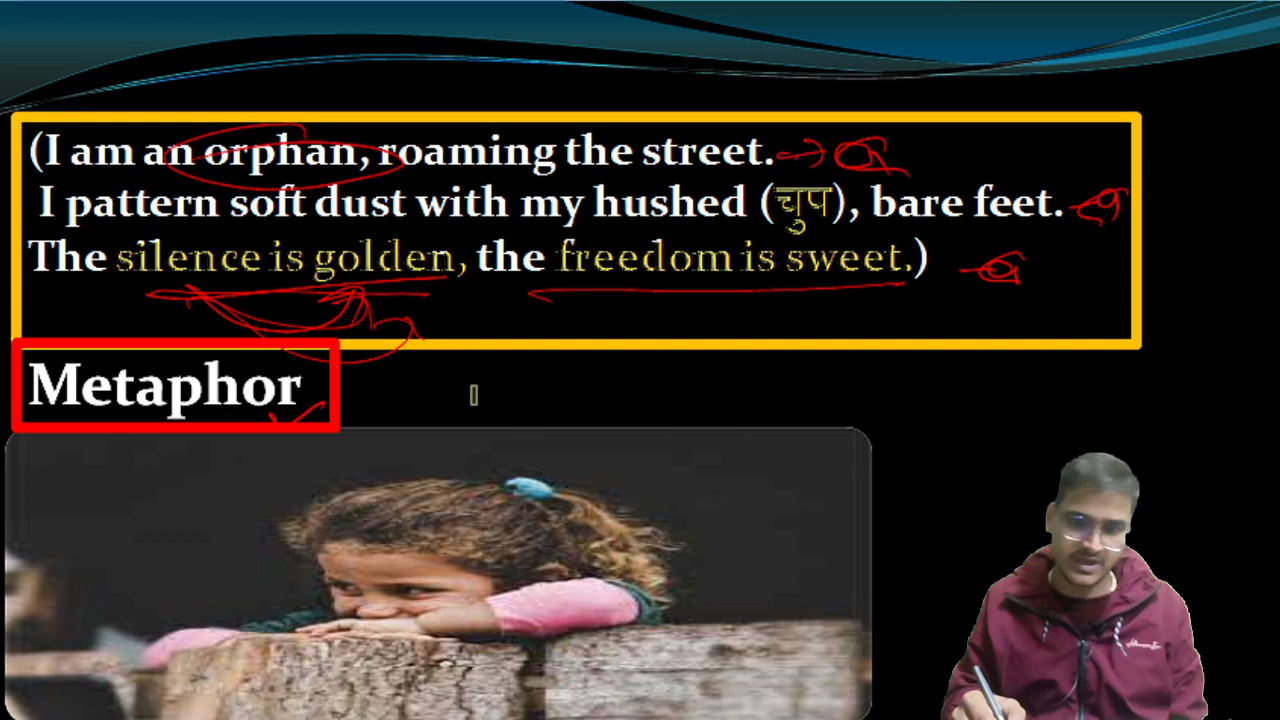 (I am an orphan, roaming the street.
I pattern soft dust with my hushed (चुप), bare feet.
The silence is golden, the freedom is sweet.)
Metaphor